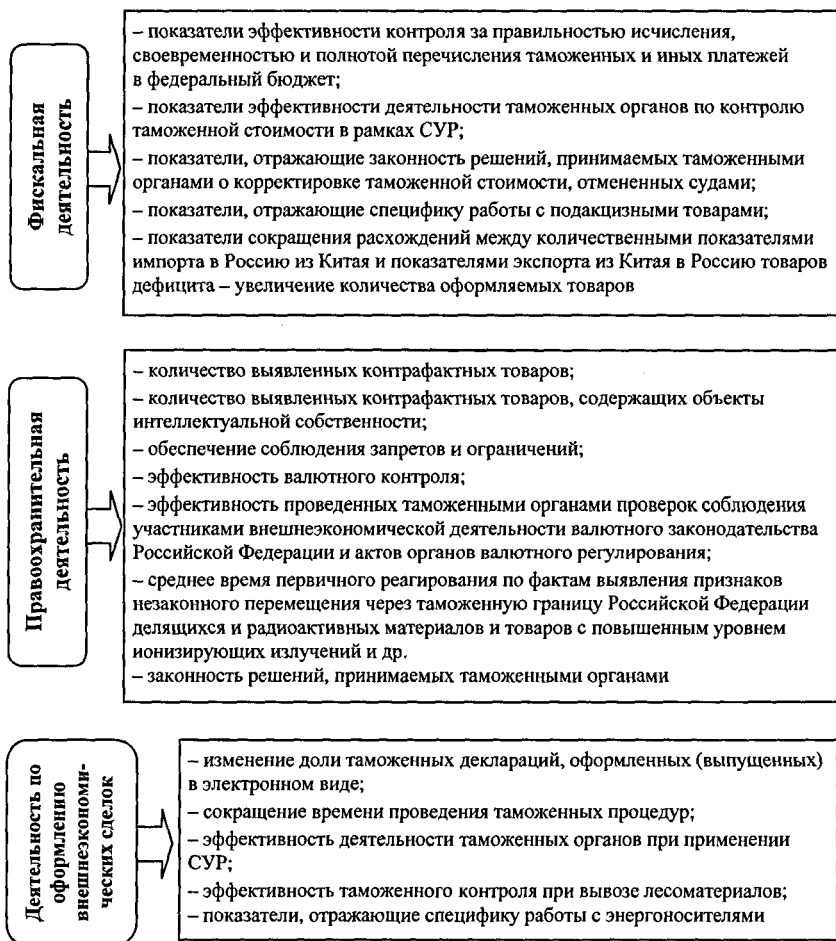 Фискальная
деятельность
– показатели эффективности контроля за правильностью исчисления,
своевременностью и полнотой перечисления таможенных и иных платежей
в федеральный бюджет;
– показатели эффективности деятельности таможенных органов по контролю
таможенной стоимости в рамках СУР;
– показатели, отражающие законность решений, принимаемых таможенными
органами о корректировке таможенной стоимости, отмененных судами;
– показатели, отражающие специфику работы с подакцизными товарами;
– показатели сокращения расхождений между количественными показателями
импорта в Россию из Китая и показателями экспорта из Китая в Россию товаров
дефицита – увеличение количества оформляемых товаров
Правоохранительная
деятельность
– количество выявленных контрафактных товаров;
– количество выявленных контрафактных товаров, содержащих объекты
интеллектуальной собственности;
– обеспечение соблюдения запретов и ограничений;
– эффективность валютного контроля;
– эффективность проведенных таможенными органами проверок соблюдения
участниками внешнеэкономической деятельности валютного законодательства
Российской Федерации и актов органов валютного регулирования;
– среднее время первичного реагирования по фактам выявления признаков
незаконного перемещения через таможенную границу Российской Федерации
делящихся и радиоактивных материалов и товаров с повышенным уровнем
ионизирующих излучений и др.
– законность решений, принимаемых таможенными органами
Деятельность по
оформлению
внешнеэкономи-
ческих сделок
– изменение доли таможенных деклараций, оформленных (выпущенных)
в электронном виде;
– сокращение времени проведения таможенных процедур;
– эффективность деятельности таможенных органов при применении
СУР;
– эффективность таможенного контроля при вывозе лесоматериалов;
– показатели, отражающие специфику работы с энергоносителями